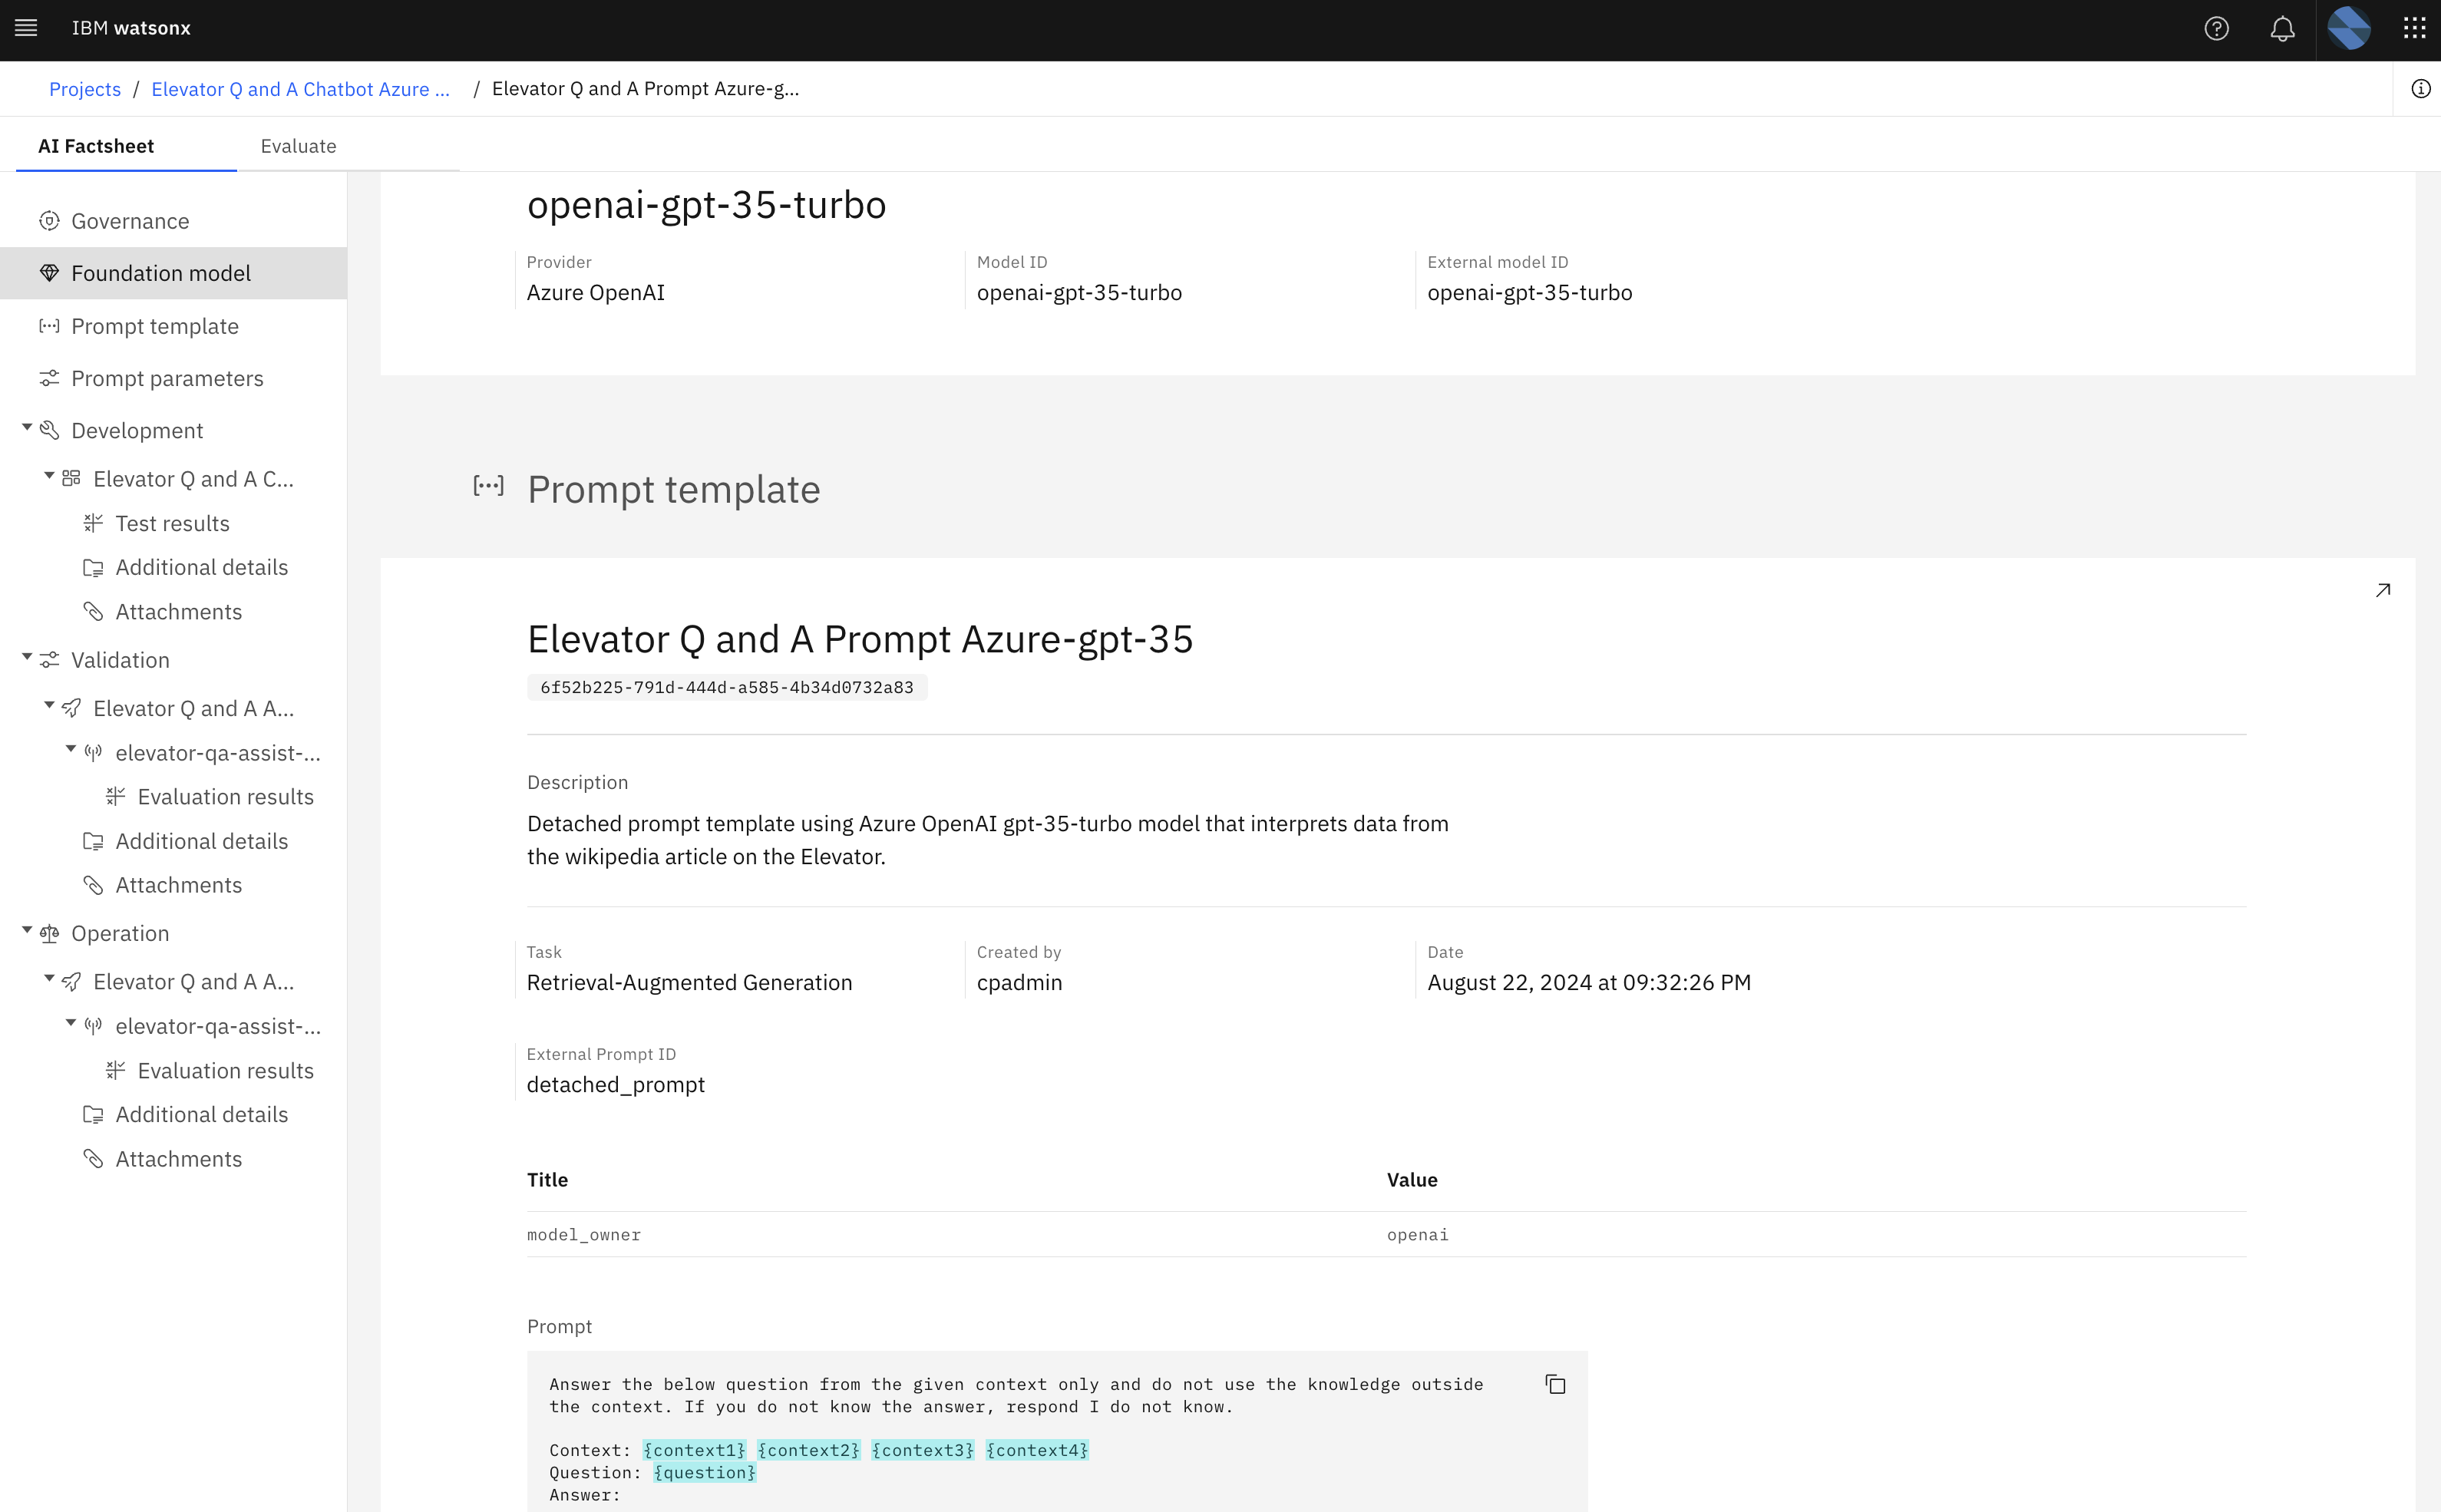 IBM watsonx
Projects / Elevator Q and A Chatbot Azure ... / Elevator Q and A Prompt Azure-g...
AI Factsheet
Evaluate
Governance
Foundation model
Prompt template
Prompt parameters
Development
Elevator Q and A C...
Test results
Additional details
Attachments
Validation
Elevator Q and A A...
elevator-qa-assist-...
Evaluation results
Additional details
Attachments
Operation
Elevator Q and A A...
elevator-qa-assist-...
Evaluation results
Additional details
Attachments
openai-gpt-35-turbo
Provider
Azure OpenAI
Model ID
openai-gpt-35-turbo
External model ID
openai-gpt-35-turbo
Prompt template
Elevator Q and A Prompt Azure-gpt-35
6f52b225-791d-444d-a585-4b34d0732a83
Description
Detached prompt template using Azure OpenAI gpt-35-turbo model that interprets data from
the wikipedia article on the Elevator.
Task
Retrieval-Augmented Generation
Created by
cpadmin
Date
August 22, 2024 at 09:32:26 PM
External Prompt ID
detached_prompt
Title Value
model_owner openai
Prompt
Answer the below question from the given context only and do not use the knowledge outside
the context. If you do not know the answer, respond I do not know.
Context: {context1} {context2} {context3} {context4}
Question: {question}
Answer: